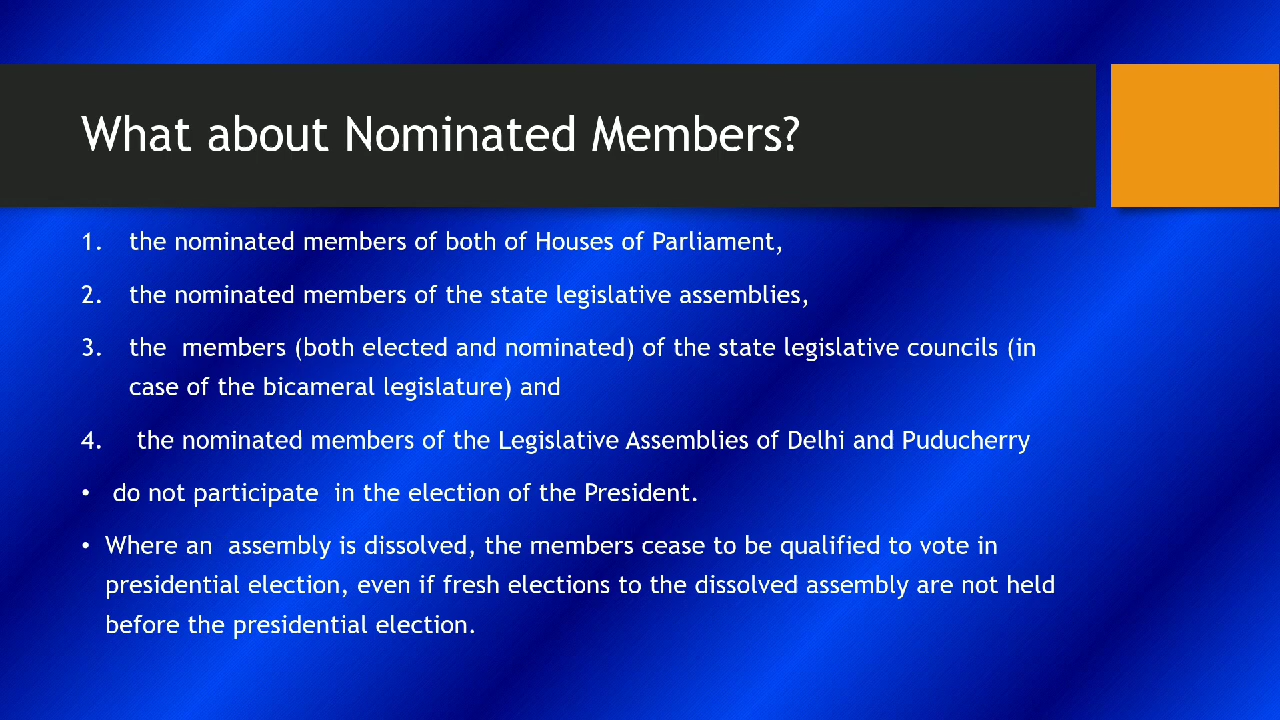 What about Nominated Members?
1. the nominated members of both of Houses of Parliament,
2. the nominated members of the state legislative assemblies,
3. the members (both elected and nominated) of the state legislative councils (in
case of the bicameral legislature) and
4. the nominated members of the Legislative Assemblies of Delhi and Puducherry
• do not participate in the election of the President.
• Where an assembly is dissolved, the members cease to be qualified to vote in
presidential election, even if fresh elections to the dissolved assembly are not held
before the presidential election.